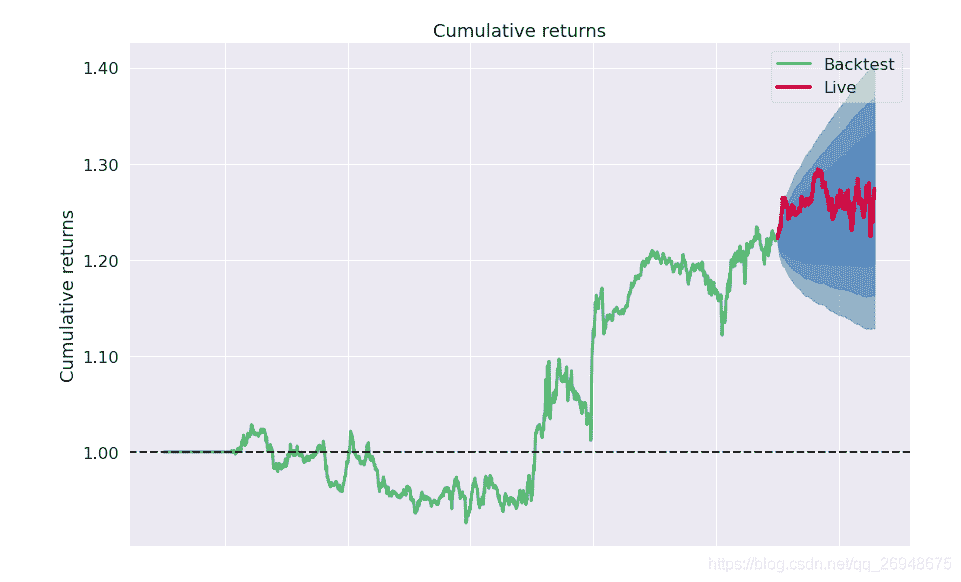 Cumulative returns
Backtest
Live
Cumulative returns
1.40
1.30
1.20
1.10
1.00
https://blog.csdn.net/qq_26948675